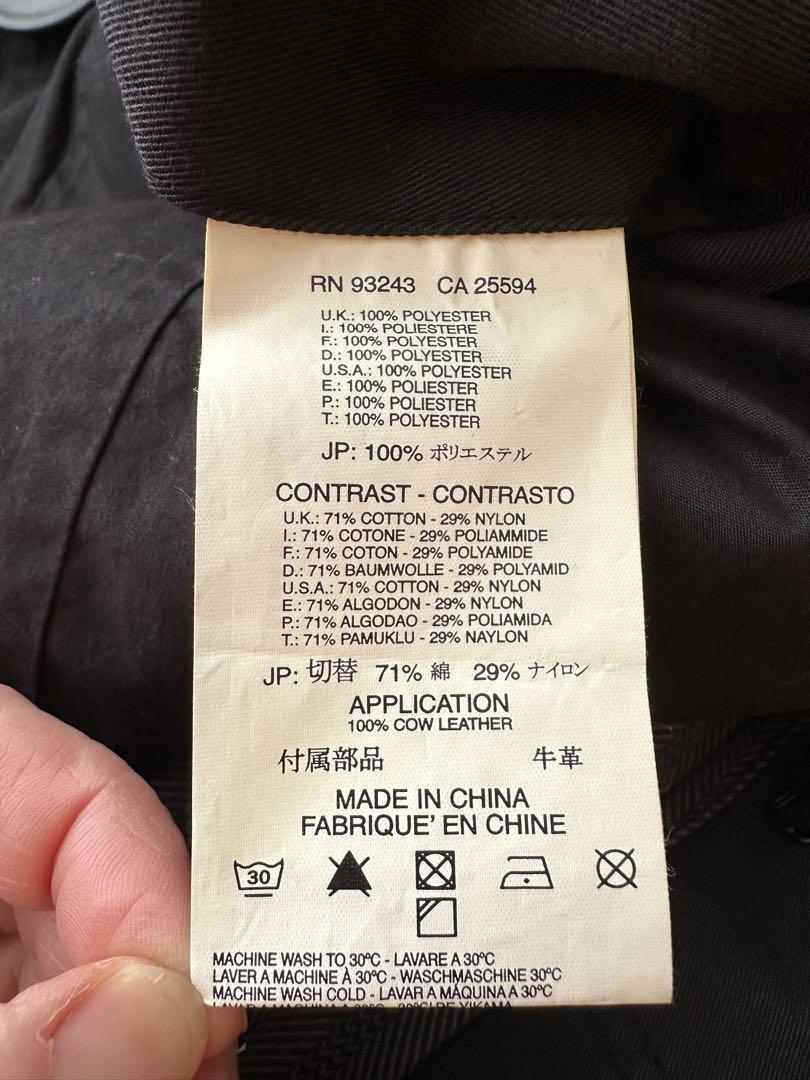 RN 93243 CA 25594
U.K.: 100% POLYESTER
I.: 100% POLIESTERE
F.: 100% POLYESTER
D.: 100% POLYESTER
U.S.A.: 100% POLYESTER
E.: 100% POLIESTER
P.: 100% POLIESTER
T.: 100% POLYESTER
JP: 100% ポリエステル
CONTRAST - CONTRASTO
U.K.: 71% COTTON - 29% NYLON
I.: 71% COTONE - 29% POLIAMMIDE
F.: 71% COTON - 29% POLYAMIDE
D.: 71% BAUMWOLLE - 29% POLYAMID
U.S.A.: 71% COTTON - 29% NYLON
E.: 71% ALGODON - 29% NYLON
P.: 71% ALGODAO - 29% POLIAMIDA
T.: 71% PAMUKLU - 29% NAYLON
JP: 切替 71% 綿 29% ナイロン
APPLICATION
100% COW LEATHER
付属部品 牛革
MADE IN CHINA
FABRIQUE' EN CHINE
30
MACHINE WASH TO 30°C - LAVARE A 30°C
LAVER A MACHINE À 30°C - WASCHMASCHINE 30°C
MACHINE WASH COLD - LAVAR A MÁQUINA A 30°C